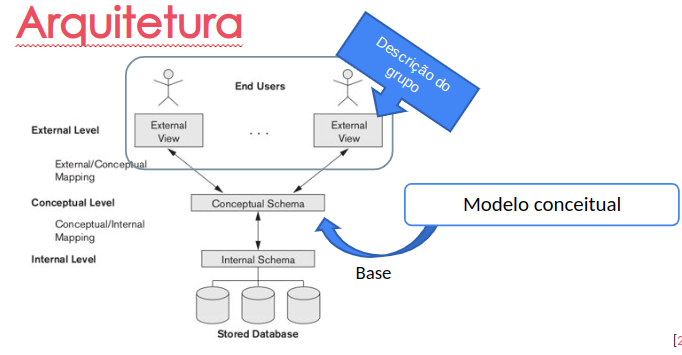 Arquitetura
Descrição do
grupo
End Users
External Level
External
View
. . .
External
View
External/Conceptual
Mapping
Conceptual Level
Conceptual Schema
Modelo conceitual
Conceptual/Internal
Mapping
Internal Level
Internal Schema
Base
Stored Database
[2